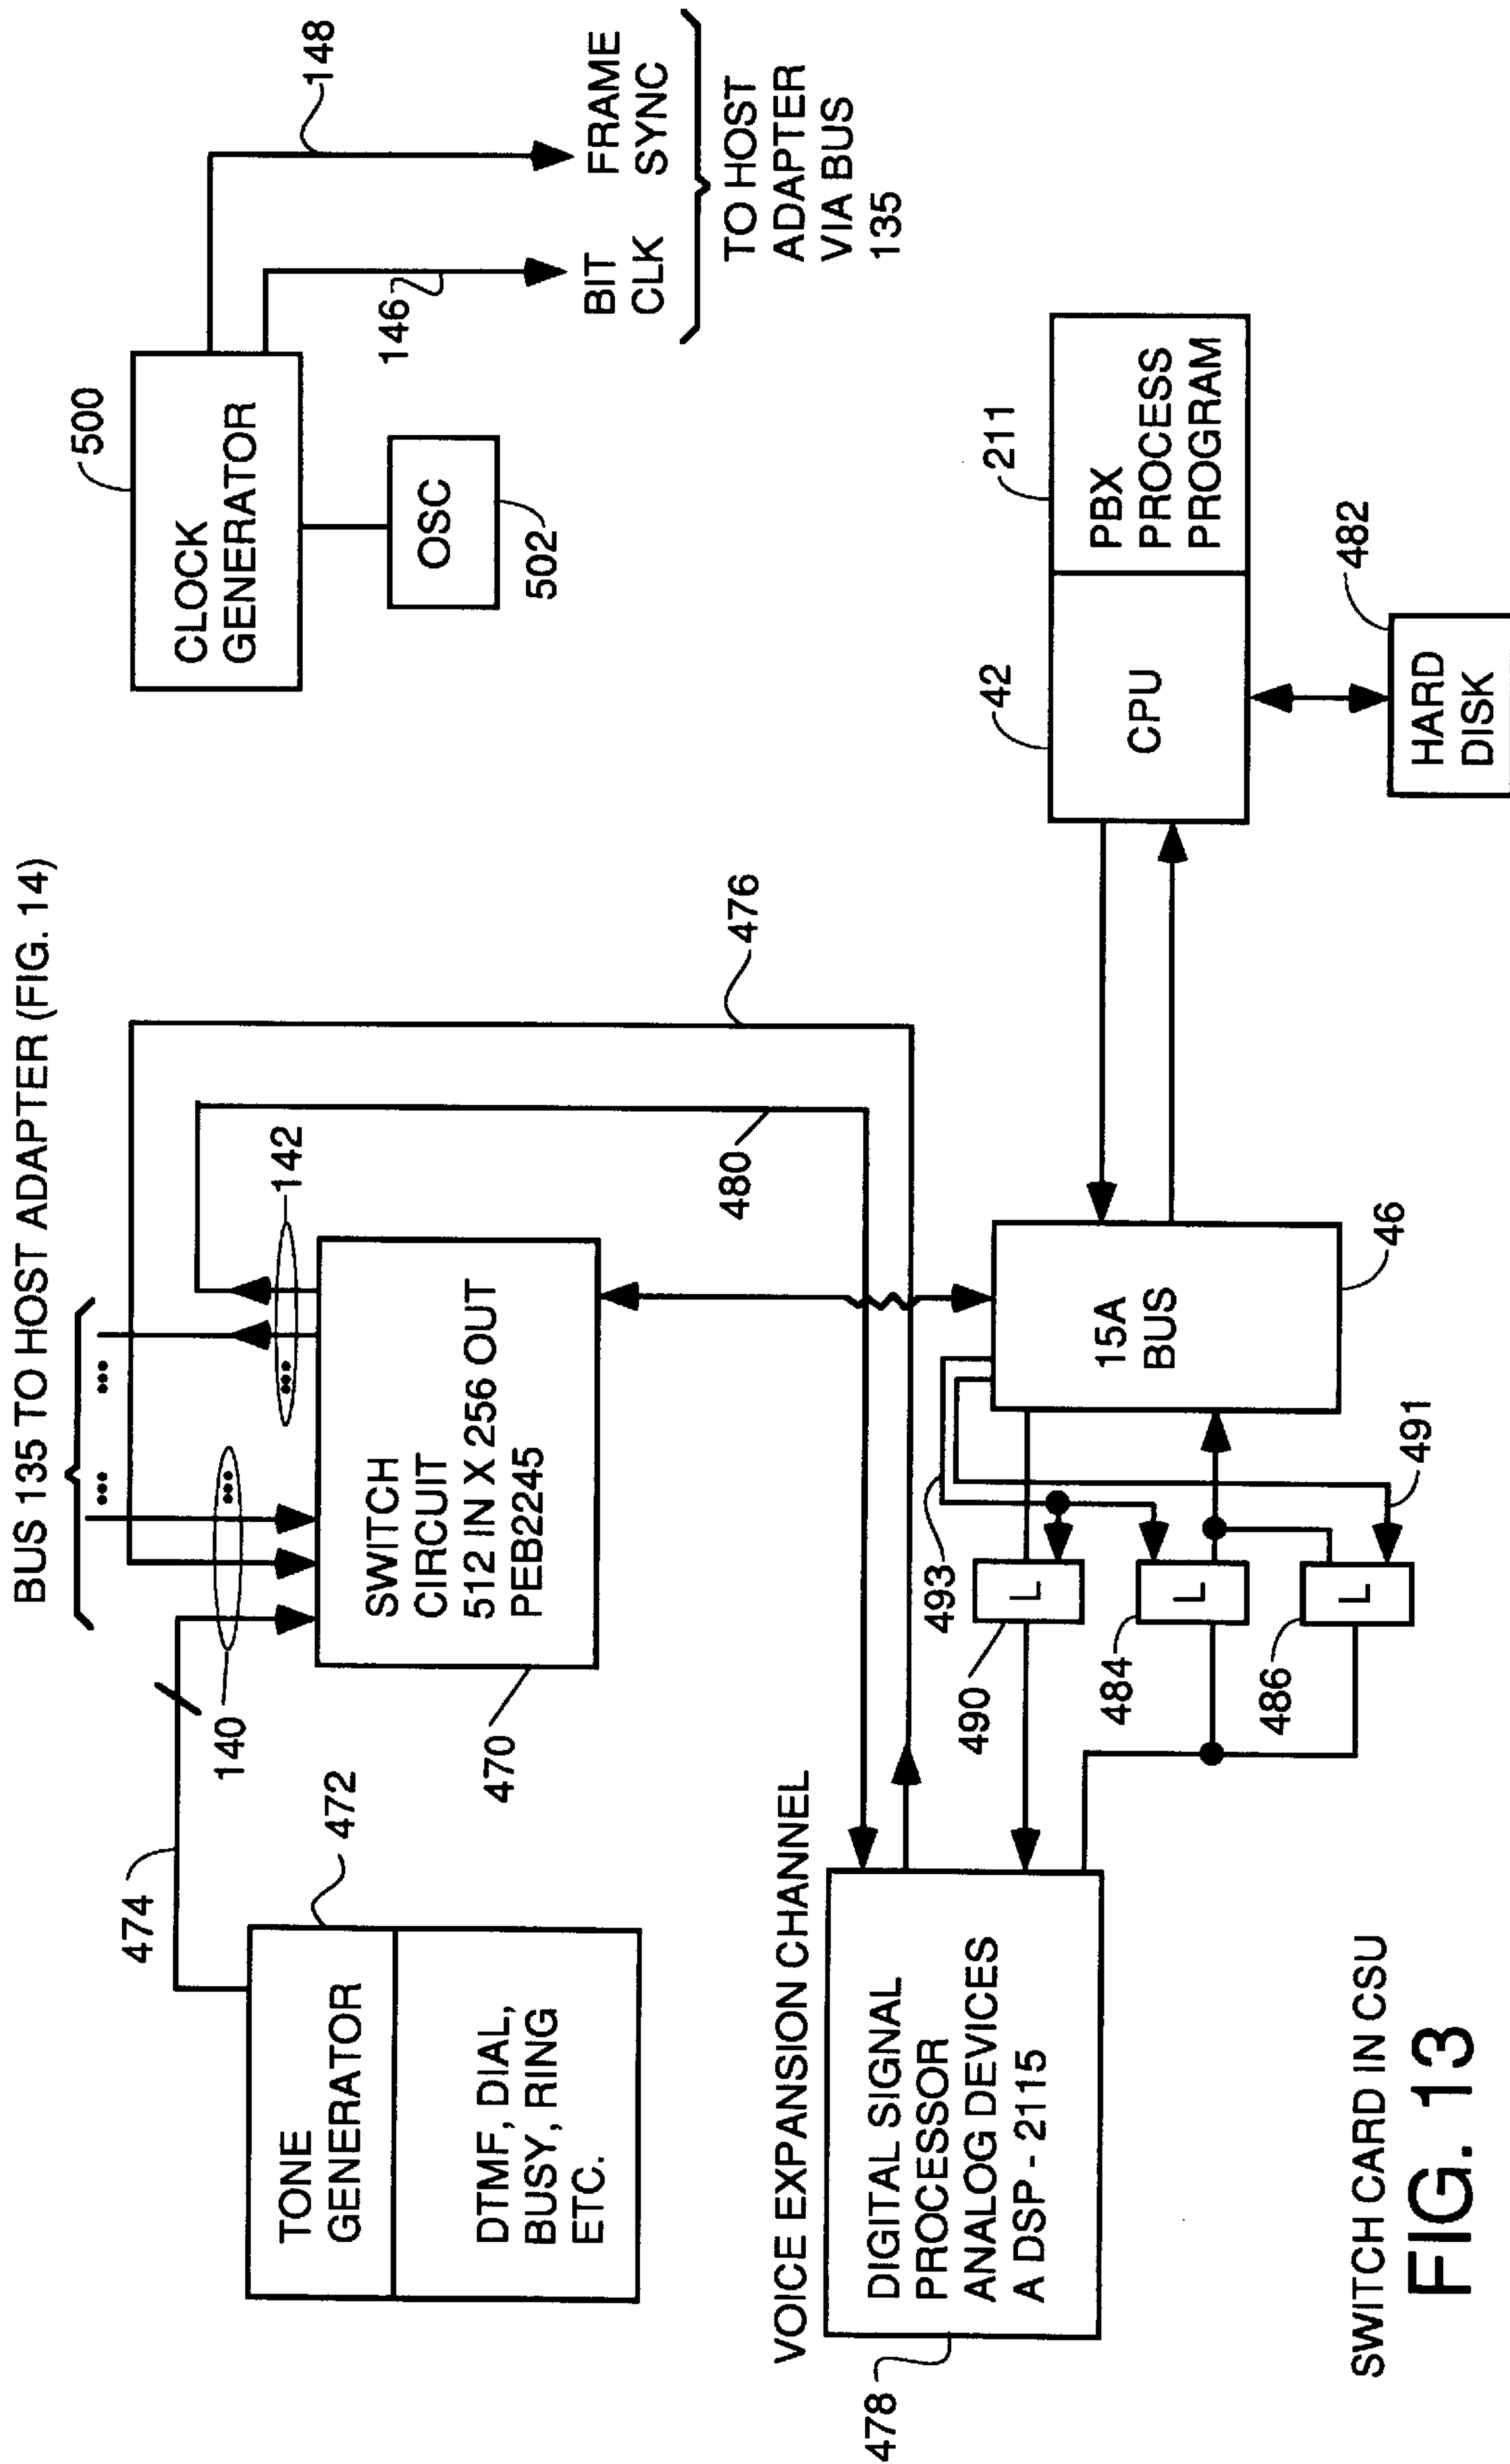 BUS 135 TO HOST ADAPTER (FIG. 14)
474
472
TONE
GENERATOR
DTMF, DIAL,
BUSY, RING
ETC.
140
142
SWITCH
CIRCUIT
512 IN X 256 OUT
PEB2245
470
476
480
500
CLOCK
GENERATOR
OSC
502
148
146
BIT
CLK
FRAME
SYNC
TO HOST
ADAPTER
VIA BUS
135
VOICE EXPANSION CHANNEL
DIGITAL SIGNAL
PROCESSOR
ANALOG DEVICES
A DSP - 2115
478
493
490
L
484
L
486
L
491
15A
BUS
46
42
CPU
211
PBX
PROCESS
PROGRAM
482
HARD
DISK
SWITCH CARD IN CSU
FIG. 13